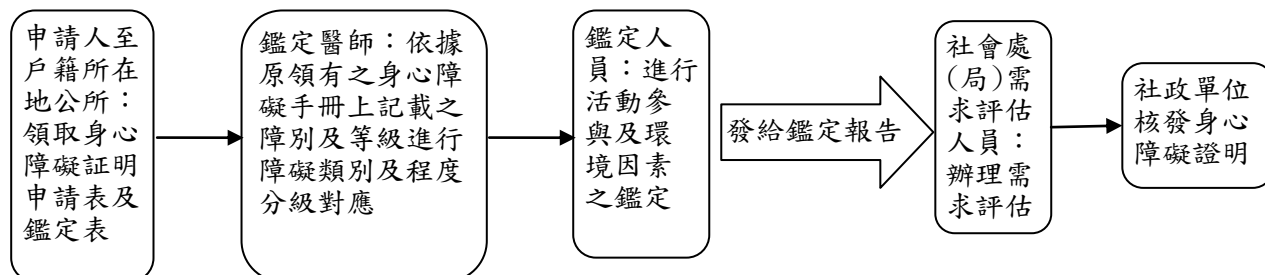 申請人至
戶籍所在
地公所：
領取身心
障礙証明
申請表及
鑑定表
鑑定醫師：依據
原領有之身心障
礙手冊上記載之
障別及等級進行
障礙類別及程度
分級對應
鑑定人
員：進行
活動參
與及環
境因素
之鑑定
發給鑑定報告
社會處
(局)需
求評估
人員：
辦理需
求評估
社政單位
核發身心
障礙證明